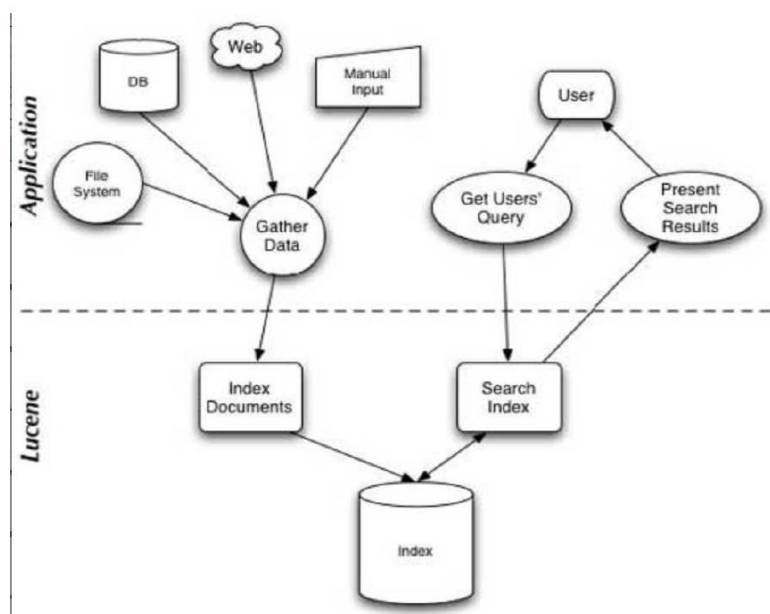 Application
Web
DB
Manual
Input
User
File
System
Gather
Data
Get Users'
Query
Present
Search
Results
Lucene
Index
Documents
Search
Index
Index